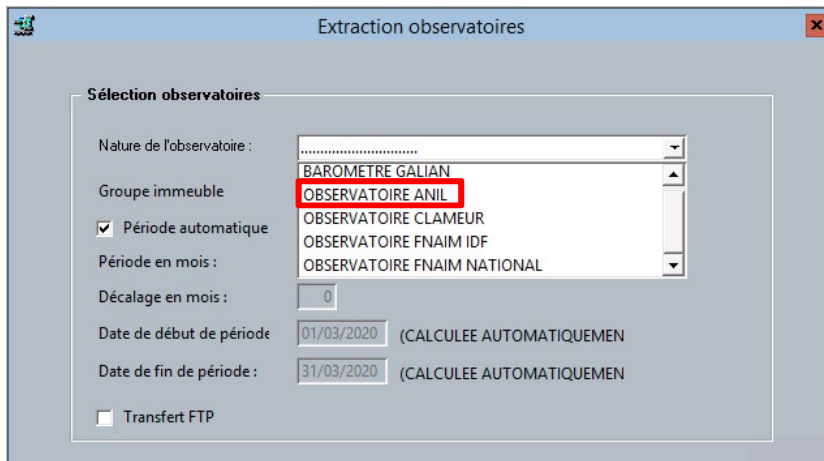 Extraction observatoires
Sélection observatoires
Nature de l'observatoire :
..............................
BAROMETRE GALIAN
Groupe immeuble
OBSERVATOIRE ANIL
OBSERVATOIRE CLAMEUR
Période automatique
OBSERVATOIRE FNAIM IDF
Période en mois :
OBSERVATOIRE FNAIM NATIONAL
Décalage en mois :
0
Date de début de période
01/03/2020 (CALCULEE AUTOMATIQUEMEN
Date de fin de période :
31/03/2020 (CALCULEE AUTOMATIQUEMEN
Transfert FTP